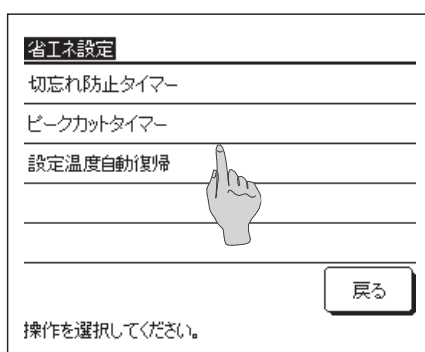 省エネ設定
切忘れ防止タイマー
ピークカットタイマー
設定温度自動復帰
戻る
操作を選択してください。